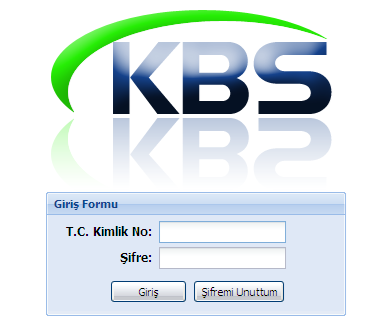 KBS
Giriş Formu
T.C. Kimlik No:
Şifre:
Giriş Şifremi Unuttum